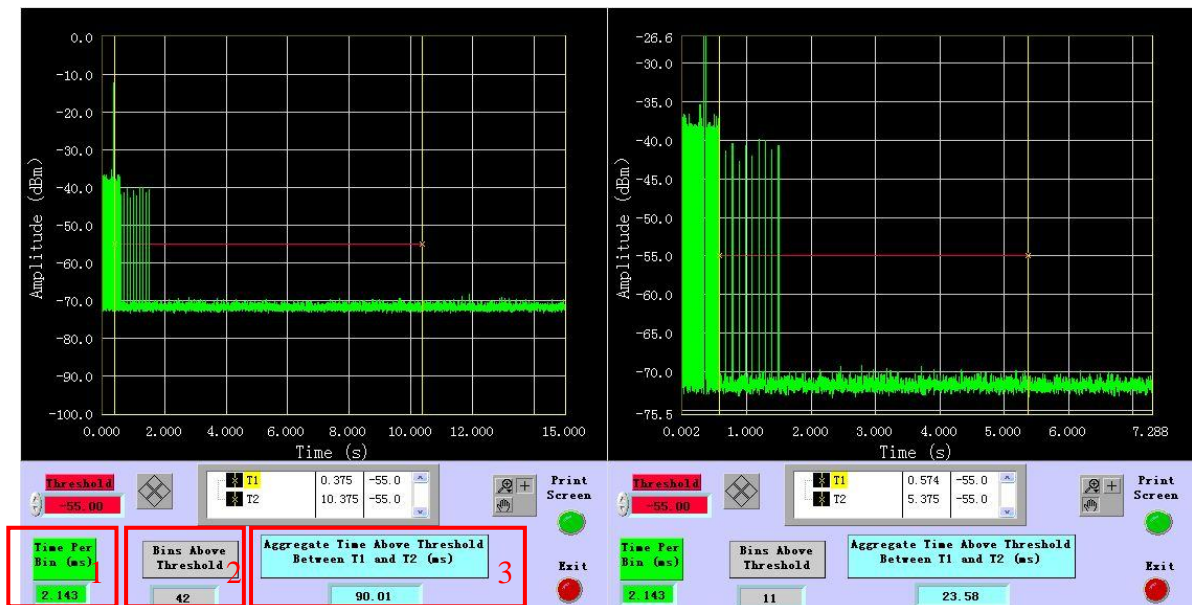 0.0
-10.0
-20.0
-30.0
-40.0
-50.0
-60.0
-70.0
-80.0
-90.0
-100.0
Amplitude (dBm)
0.000 2.000 4.000 6.000 8.000 10.000 12.000 15.000
Time (s)
Threshold
-55.00
T1 0.375 -55.0
T2 10.375 -55.0
Print
Screen
Time Per
Bin (ms)
1
2.143
Bins Above
Threshold
2
42
Aggregate Time Above Threshold
Between T1 and T2 (ms)
3
90.01
Exit
-26.6
-30.0
-35.0
-40.0
-45.0
-50.0
-55.0
-60.0
-65.0
-70.0
-75.5
Amplitude (dBm)
0.002 1.000 2.000 3.000 4.000 5.000 6.000 7.288
Time (s)
Threshold
-55.00
T1 0.574 -55.0
T2 5.375 -55.0
Print
Screen
Time Per
Bin (ms)
2.143
Bins Above
Threshold
11
Aggregate Time Above Threshold
Between T1 and T2 (ms)
23.58
Exit